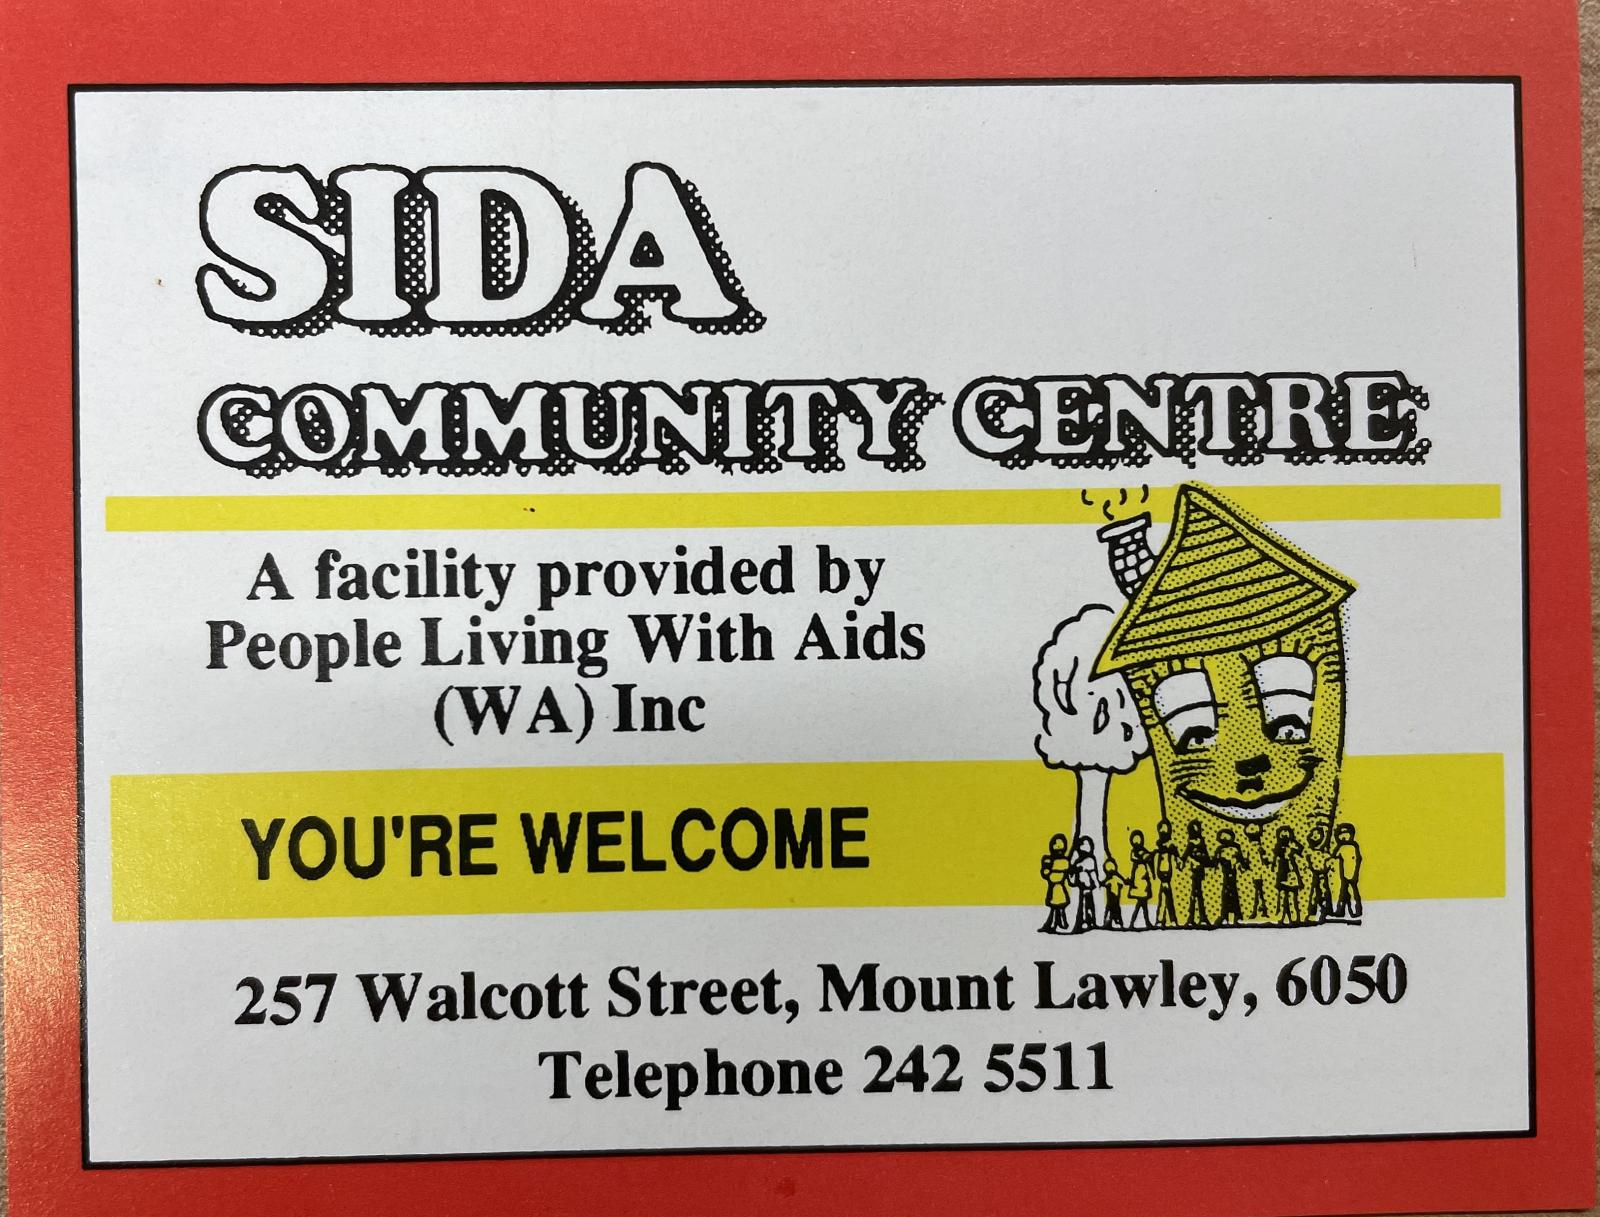 SIDA
COMMUNITY CENTRE
A facility provided by
People Living With Aids
(WA) Inc
YOU'RE WELCOME
257 Walcott Street, Mount Lawley, 6050
Telephone 242 5511